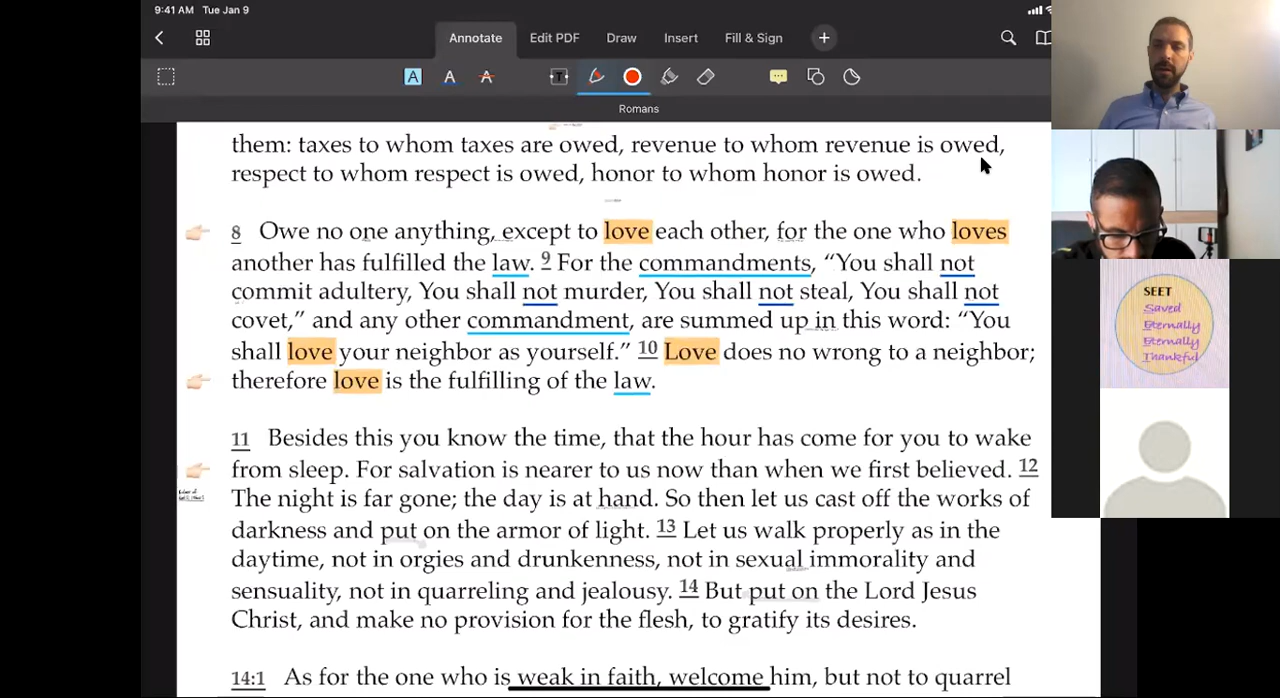 9:41 AM Tue Jan 9
Annotate Edit PDF Draw Insert Fill & Sign
A A A T
Romans
them: taxes to whom taxes are owed, revenue to whom revenue is owed,
respect to whom respect is owed, honor to whom honor is owed.
8 Owe no one anything, except to love each other, for the one who loves
another has fulfilled the law. 9 For the commandments, “You shall not
commit adultery, You shall not murder, You shall not steal, You shall not
covet,” and any other commandment, are summed up in this word: “You
shall love your neighbor as yourself.” 10 Love does no wrong to a neighbor;
therefore love is the fulfilling of the law.
11 Besides this you know the time, that the hour has come for you to wake
from sleep. For salvation is nearer to us now than when we first believed. 12
The night is far gone; the day is at hand. So then let us cast off the works of
darkness and put on the armor of light. 13 Let us walk properly as in the
daytime, not in orgies and drunkenness, not in sexual immorality and
sensuality, not in quarreling and jealousy. 14 But put on the Lord Jesus
Christ, and make no provision for the flesh, to gratify its desires.
14:1 As for the one who is weak in faith, welcome him, but not to quarrel
SEET
Saved
Eternally
Eternally
Thankful